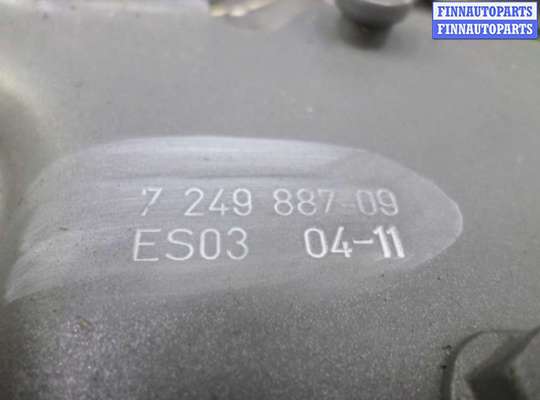 FINNAUTOPARTS
FINNAUTOPARTS
7 249 887-09
ES03 04-11